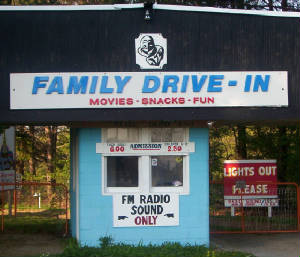 FAMILY DRIVE-IN
MOVIES - SNACKS - FUN
ADMISSION
6.00
2.50
FM RADIO
SOUND
ONLY
LIGHTS OUT
PLEASE